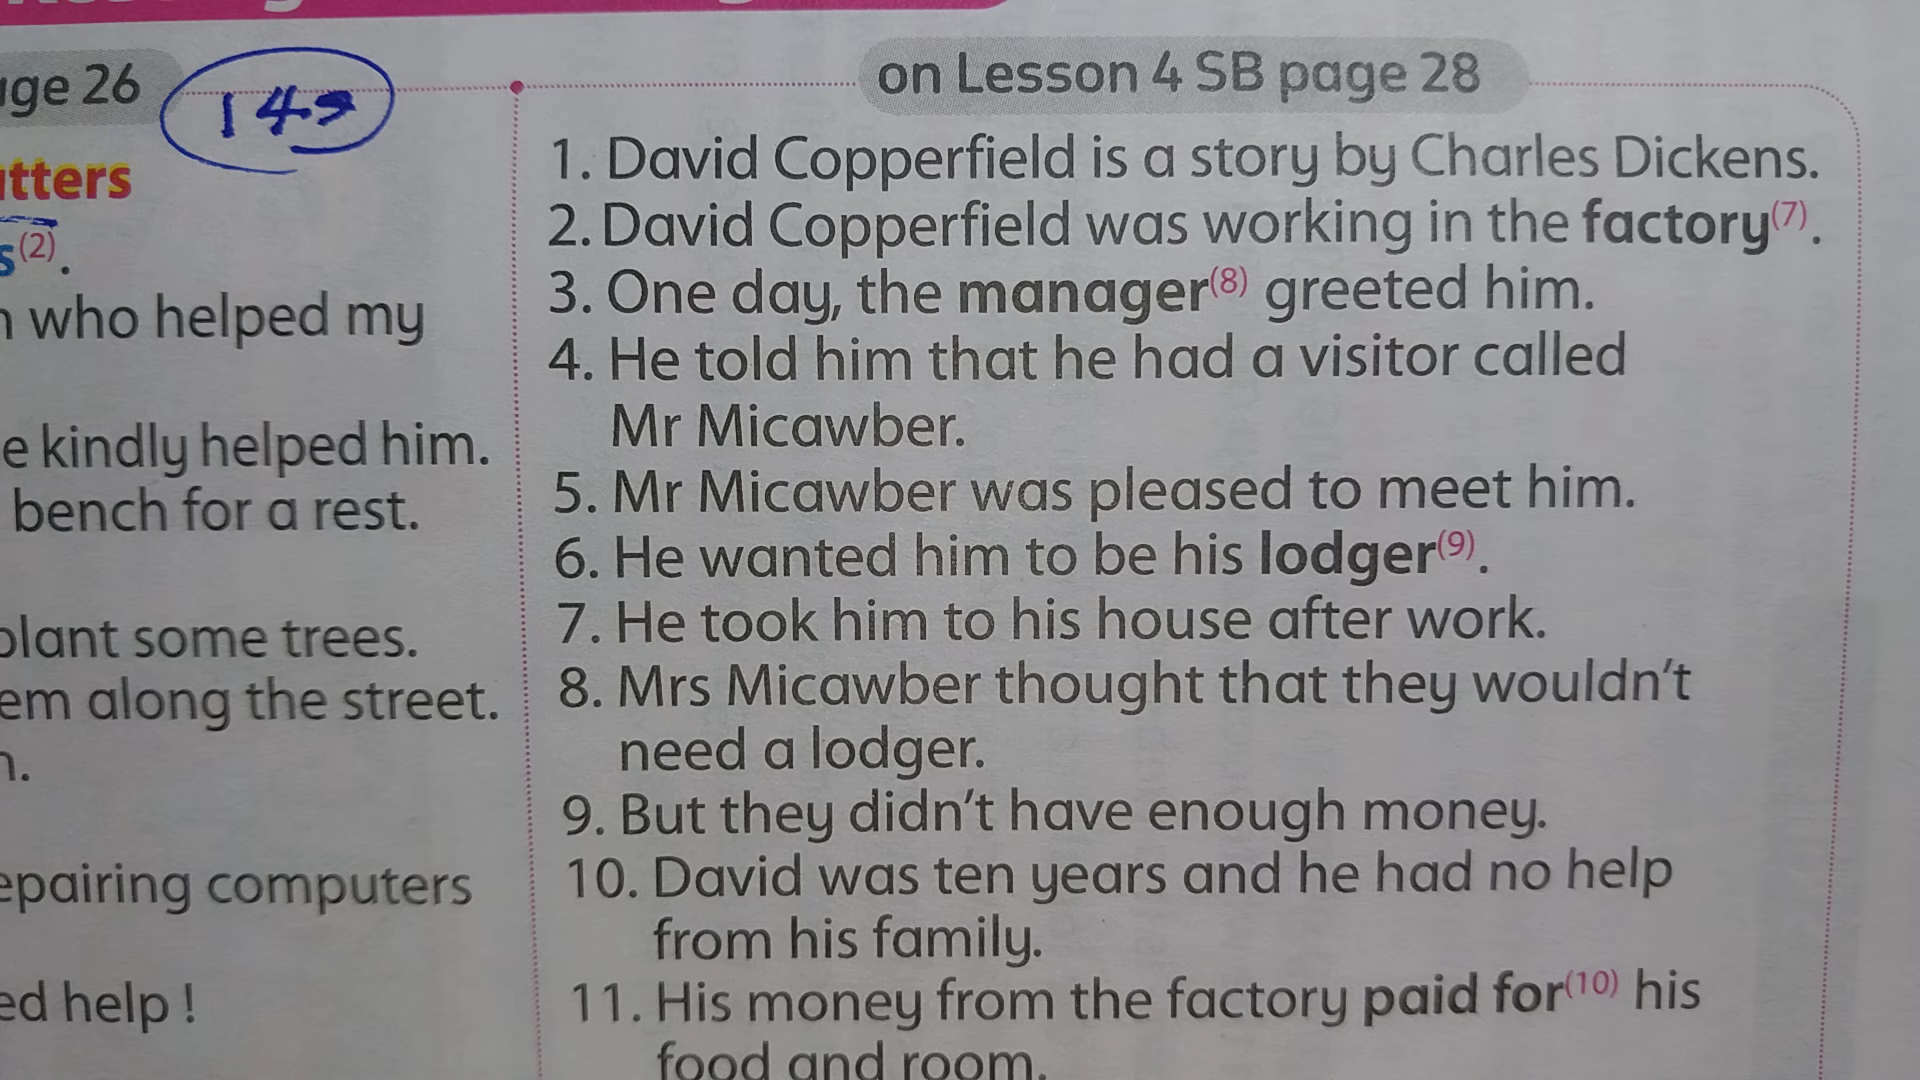 age 26
on Lesson 4 SB page 28
atters
s(2).
who helped my
e kindly helped him.
bench for a rest.
plant some trees.
em along the street.
epairing computers
ed help !
1. David Copperfield is a story by Charles Dickens.
2. David Copperfield was working in the factory(7).
3. One day, the manager(8) greeted him.
4. He told him that he had a visitor called
Mr Micawber.
5. Mr Micawber was pleased to meet him.
6. He wanted him to be his lodger(9).
7. He took him to his house after work.
8. Mrs Micawber thought that they wouldn't
need a lodger.
9. But they didn't have enough money.
10. David was ten years and he had no help
from his family.
11. His money from the factory paid for(10) his
food and room.